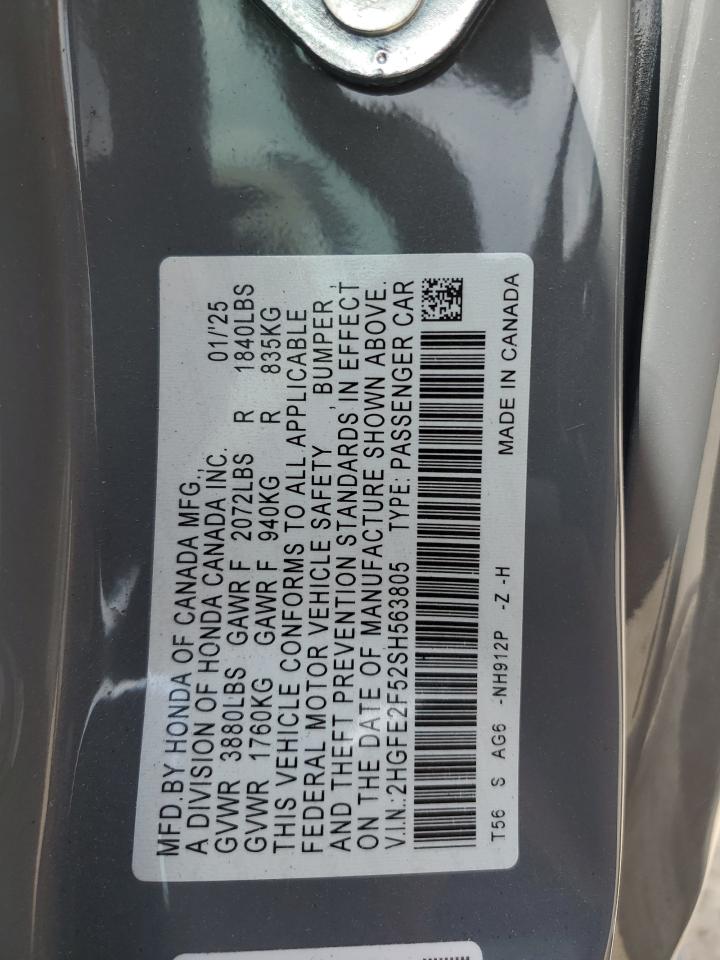 MFD.BY HONDA OF CANADA MFG.,
A DIVISION OF HONDA CANADA INC. 01/'25
GVWR 3880LBS GAWR F 2072LBS R 1840LBS
GVWR 1760KG GAWR F 940KG R 835KG
THIS VEHICLE CONFORMS TO ALL APPLICABLE
FEDERAL MOTOR VEHICLE SAFETY , BUMPER ,
AND THEFT PREVENTION STANDARDS IN EFFECT
ON THE DATE OF MANUFACTURE SHOWN ABOVE.
V.I.N.:2HGFE2F52SH563805 TYPE: PASSENGER CAR
T56 S AG6 -NH912P -Z -H MADE IN CANADA